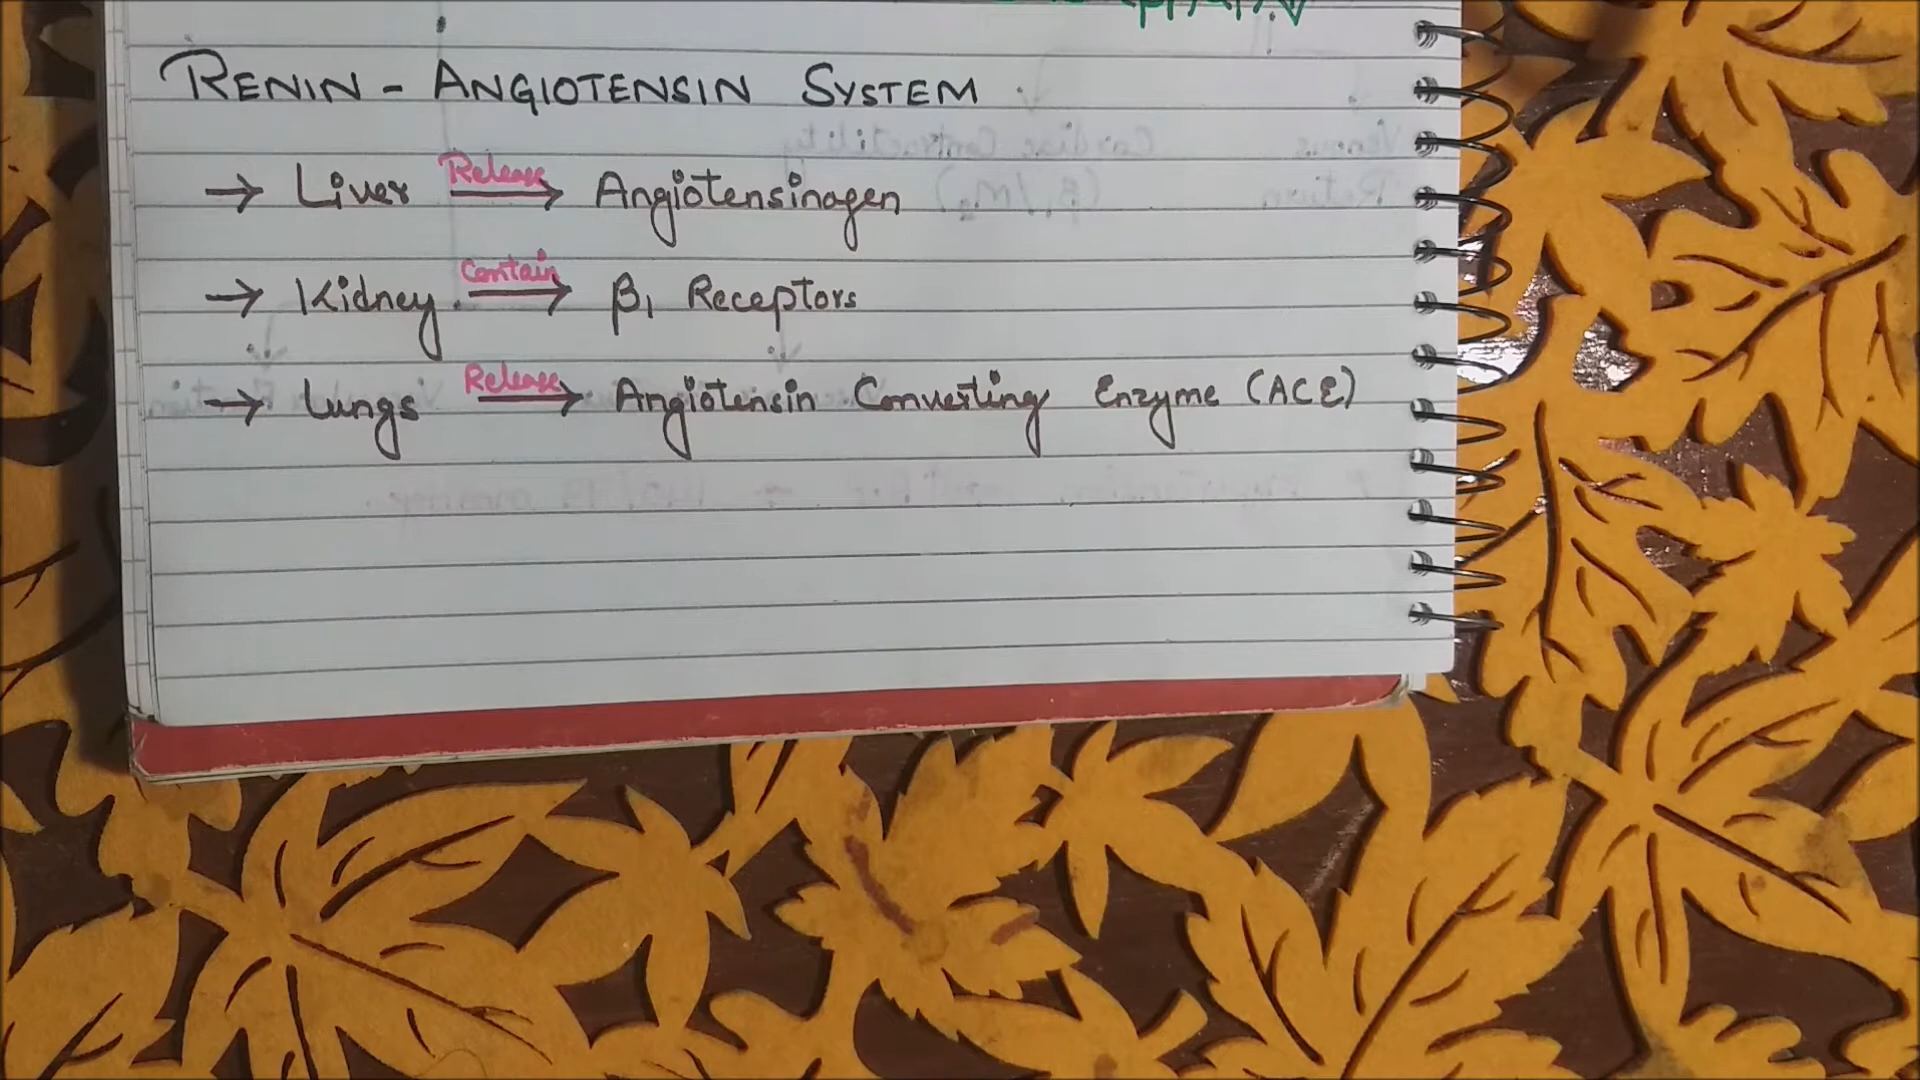 RENIN - ANGIOTENSIN SYSTEM
→ Liver Release → Angiotensinogen
→ Kidney Contain → β1 Receptors
→ Lungs Release → Angiotensin Converting Enzyme (ACE)